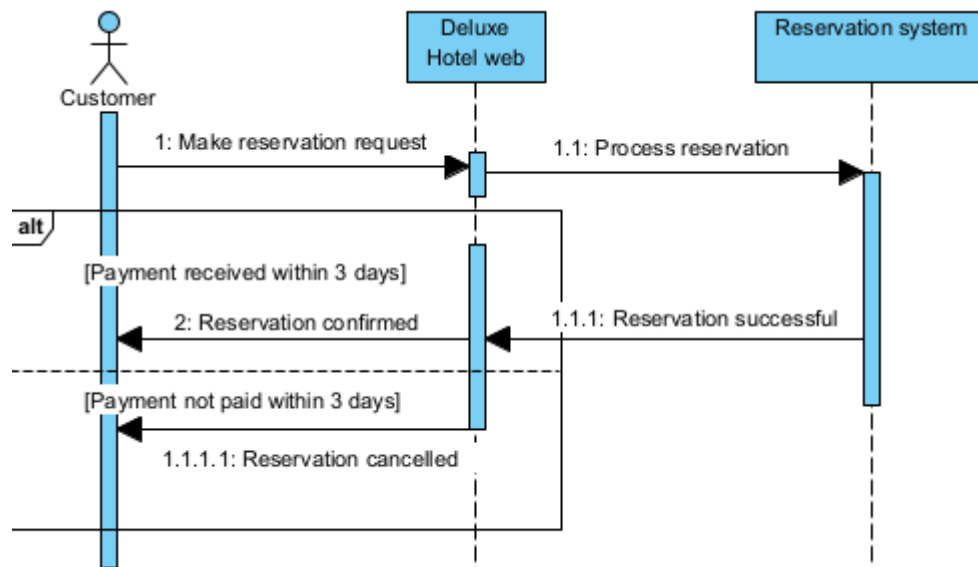 Deluxe
Hotel web
Reservation system
Customer
1: Make reservation request
1.1: Process reservation
alt
[Payment received within 3 days]
2: Reservation confirmed
1.1.1: Reservation successful
[Payment not paid within 3 days]
1.1.1.1: Reservation cancelled